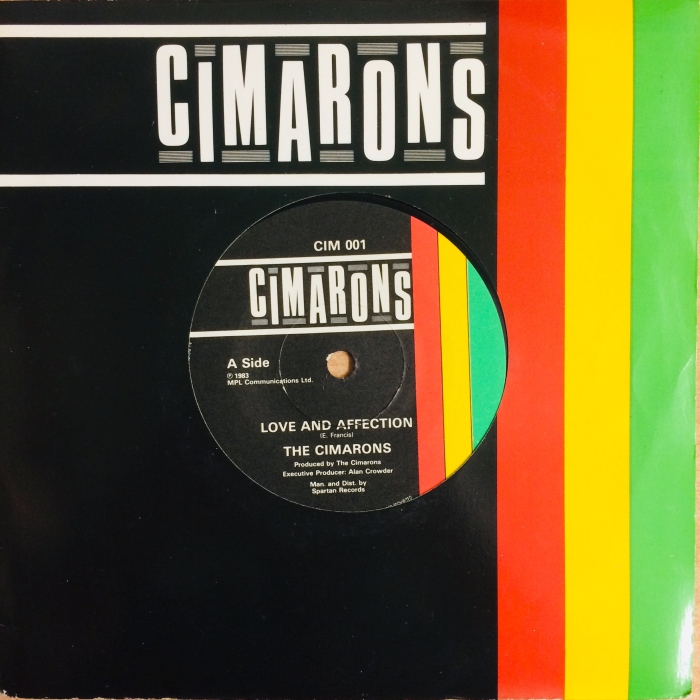 CIMARONS
CIM 001
CIMARONS
A Side
℗ 1983
MPL Communications Ltd.
LOVE AND AFFECTION
(E. Francis)
THE CIMARONS
Produced by The Cimarons
Executive Producer: Alan Crowder
Man. and Dist. by
Spartan Records